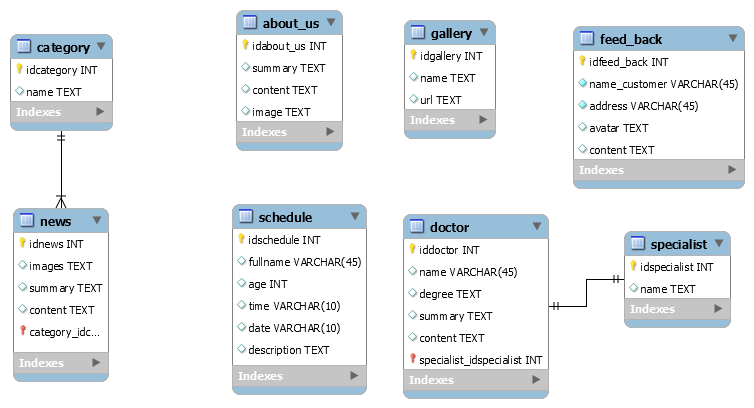 category
idcategory INT
name TEXT
Indexes
about_us
idabout_us INT
summary TEXT
content TEXT
image TEXT
Indexes
gallery
idgallery INT
name TEXT
url TEXT
Indexes
feed_back
idfeed_back INT
name_customer VARCHAR(45)
address VARCHAR(45)
avatar TEXT
content TEXT
Indexes
news
idnews INT
images TEXT
summary TEXT
content TEXT
category_idc...
Indexes
schedule
idschedule INT
fullname VARCHAR(45)
age INT
time VARCHAR(10)
date VARCHAR(10)
description TEXT
Indexes
doctor
iddoctor INT
name VARCHAR(45)
degree TEXT
summary TEXT
content TEXT
specialist_idspecialist INT
Indexes
specialist
idspecialist INT
name TEXT
Indexes